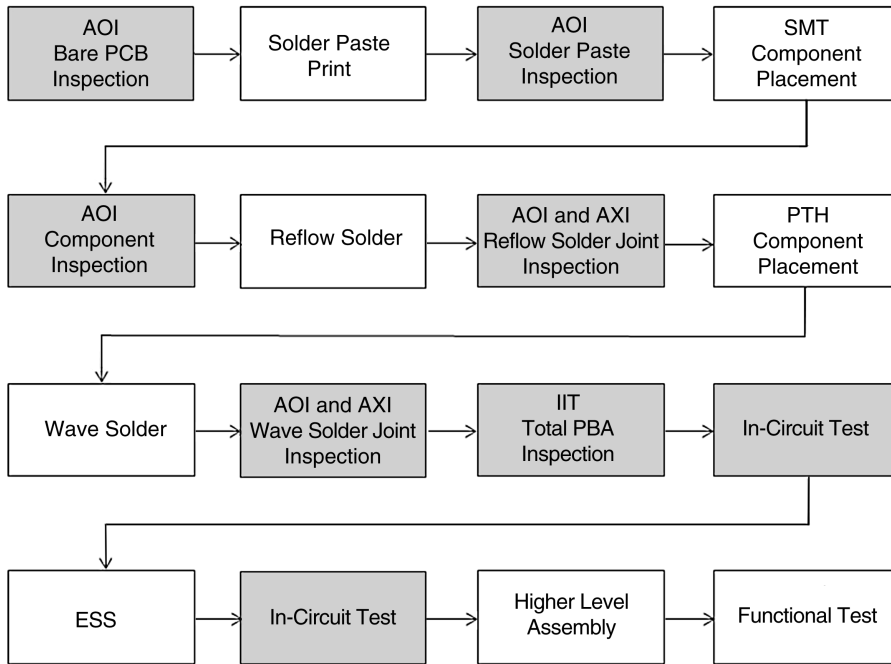 AOI
Bare PCB
Inspection
Solder Paste
Print
AOI
Solder Paste
Inspection
SMT
Component
Placement
AOI
Component
Inspection
Reflow Solder
AOI and AXI
Reflow Solder Joint
Inspection
PTH
Component
Placement
Wave Solder
AOI and AXI
Wave Solder Joint
Inspection
IIT
Total PBA
Inspection
In-Circuit Test
ESS
In-Circuit Test
Higher Level
Assembly
Functional Test